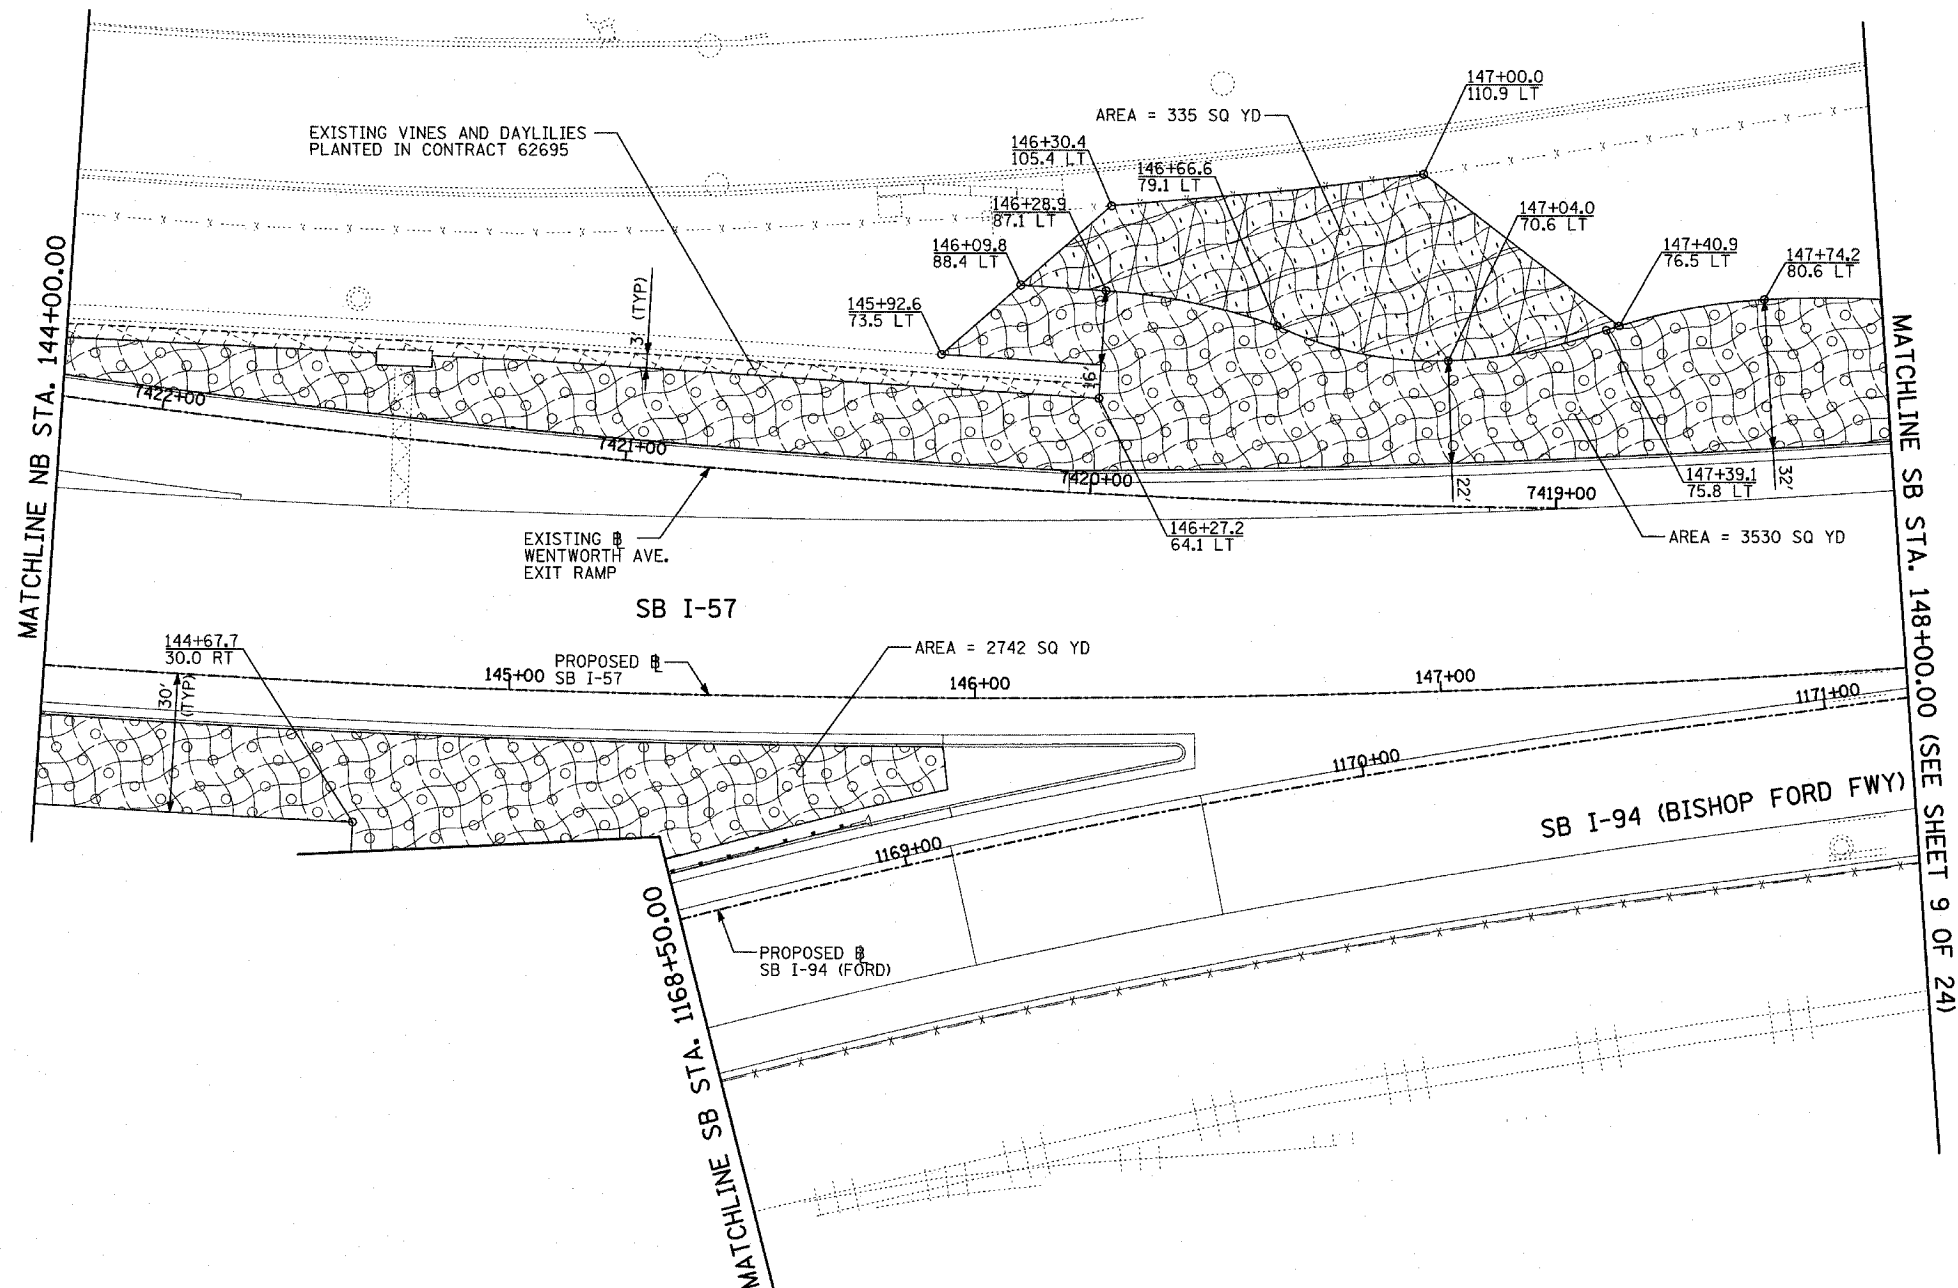 147+00.0
110.9 LT
AREA = 335 SQ YD
EXISTING VINES AND DAYLILIES
PLANTED IN CONTRACT 62695
146+30.4
105.4 LT
146+66.6
79.1 LT
146+28.9
87.1 LT
147+04.0
70.6 LT
146+09.8
88.4 LT
147+40.9
76.5 LT
147+74.2
80.6 LT
145+92.6
73.5 LT
3' (TYP)
16'
MATCHLINE NB STA. 144+00.00
7422+00
7421+00
7420+00
7419+00
22'
32'
147+39.1
75.8 LT
146+27.2
64.1 LT
AREA = 3530 SQ YD
EXISTING BL
WENTWORTH AVE.
EXIT RAMP
SB I-57
144+67.7
30.0 RT
30'
(TYP)
145+00
PROPOSED BL
SB I-57
AREA = 2742 SQ YD
146+00
147+00
1171+00
1170+00
1169+00
SB I-94 (BISHOP FORD FWY)
PROPOSED BL
SB I-94 (FORD)
MATCHLINE SB STA. 1168+50.00
MATCHLINE SB STA. 148+00.00 (SEE SHEET 9 OF 24)